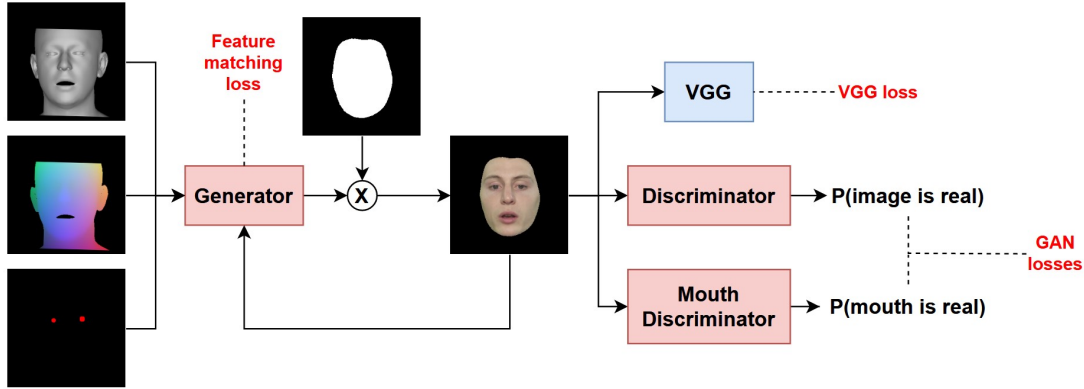 Feature
matching
loss
Generator
X
VGG
VGG loss
Discriminator
P(image is real)
GAN
losses
Mouth
Discriminator
P(mouth is real)